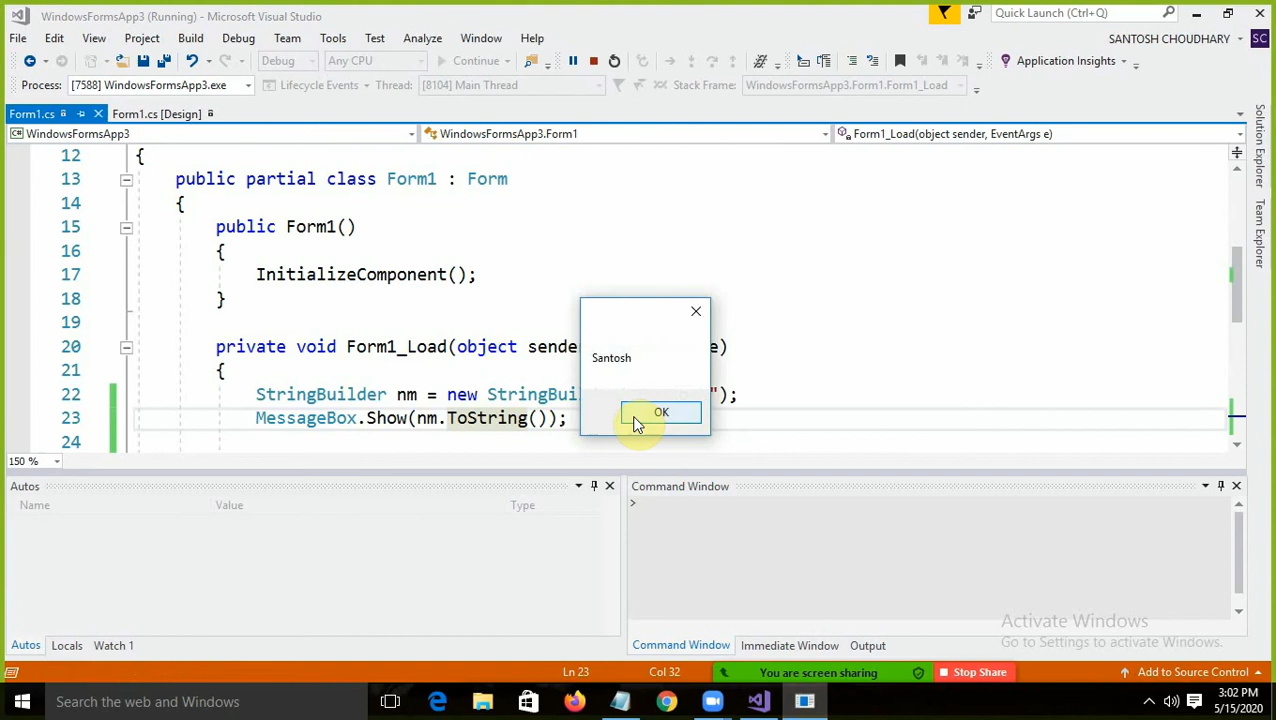 WindowsFormsApp3 (Running) - Microsoft Visual Studio
Quick Launch (Ctrl+Q)
File Edit View Project Build Debug Team Tools Test Analyze Window Help
SANTOSH CHOUDHARY SC
Debug Any CPU Continue Application Insights
Process: [7588] WindowsFormsApp3.exe Lifecycle Events Thread: [8104] Main Thread Stack Frame: WindowsFormsApp3.Form1.Form1_Load
Form1.cs Form1.cs [Design]
WindowsFormsApp3 WindowsFormsApp3.Form1 Form1_Load(object sender, EventArgs e)
Solution Explorer
Team Explorer
12 {
13 public partial class Form1 : Form
14 {
15 public Form1()
16 {
17 InitializeComponent();
18 }
19
20 private void Form1_Load(object sende e)
21 {
22 StringBuilder nm = new StringBui ");
23 MessageBox.Show(nm.ToString());
24
Santosh
OK
150 %
Autos
Name Value Type
Command Window
>
Autos Locals Watch 1
Command Window Immediate Window Output
Activate Windows
Go to Settings to activate Windows.
Ln 23 Col 32 You are screen sharing Stop Share Add to Source Control
Search the web and Windows
3:02 PM
5/15/2020